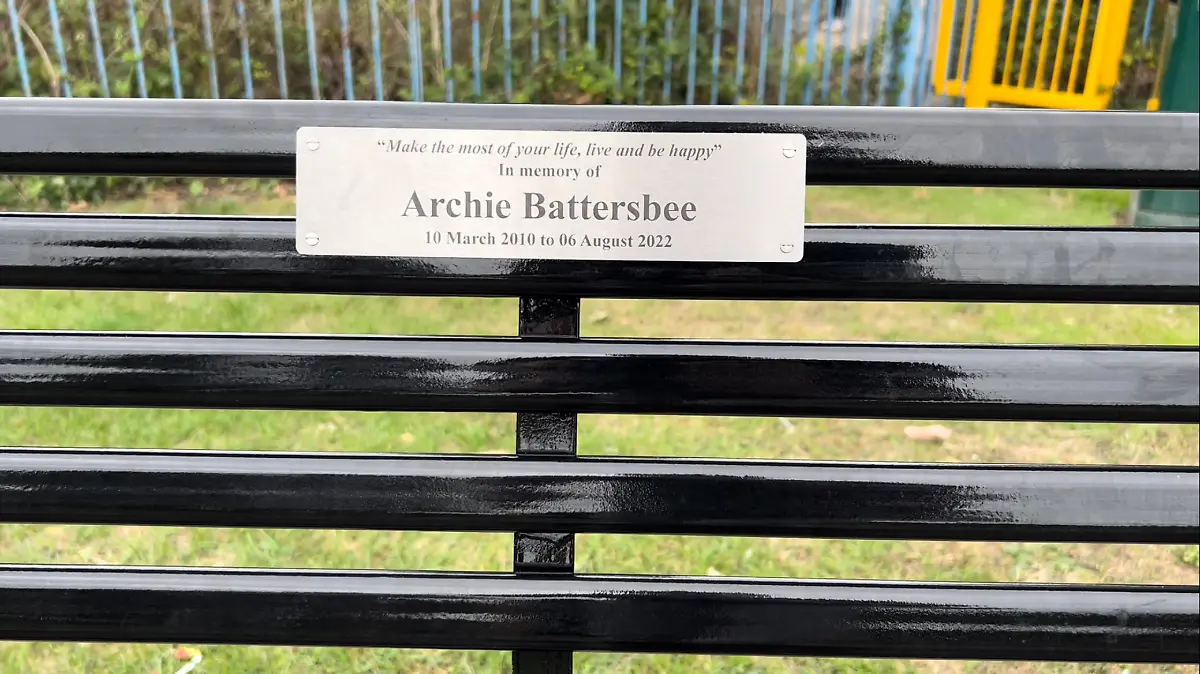 “Make the most of your life, live and be happy”
In memory of
Archie Battersbee
10 March 2010 to 06 August 2022